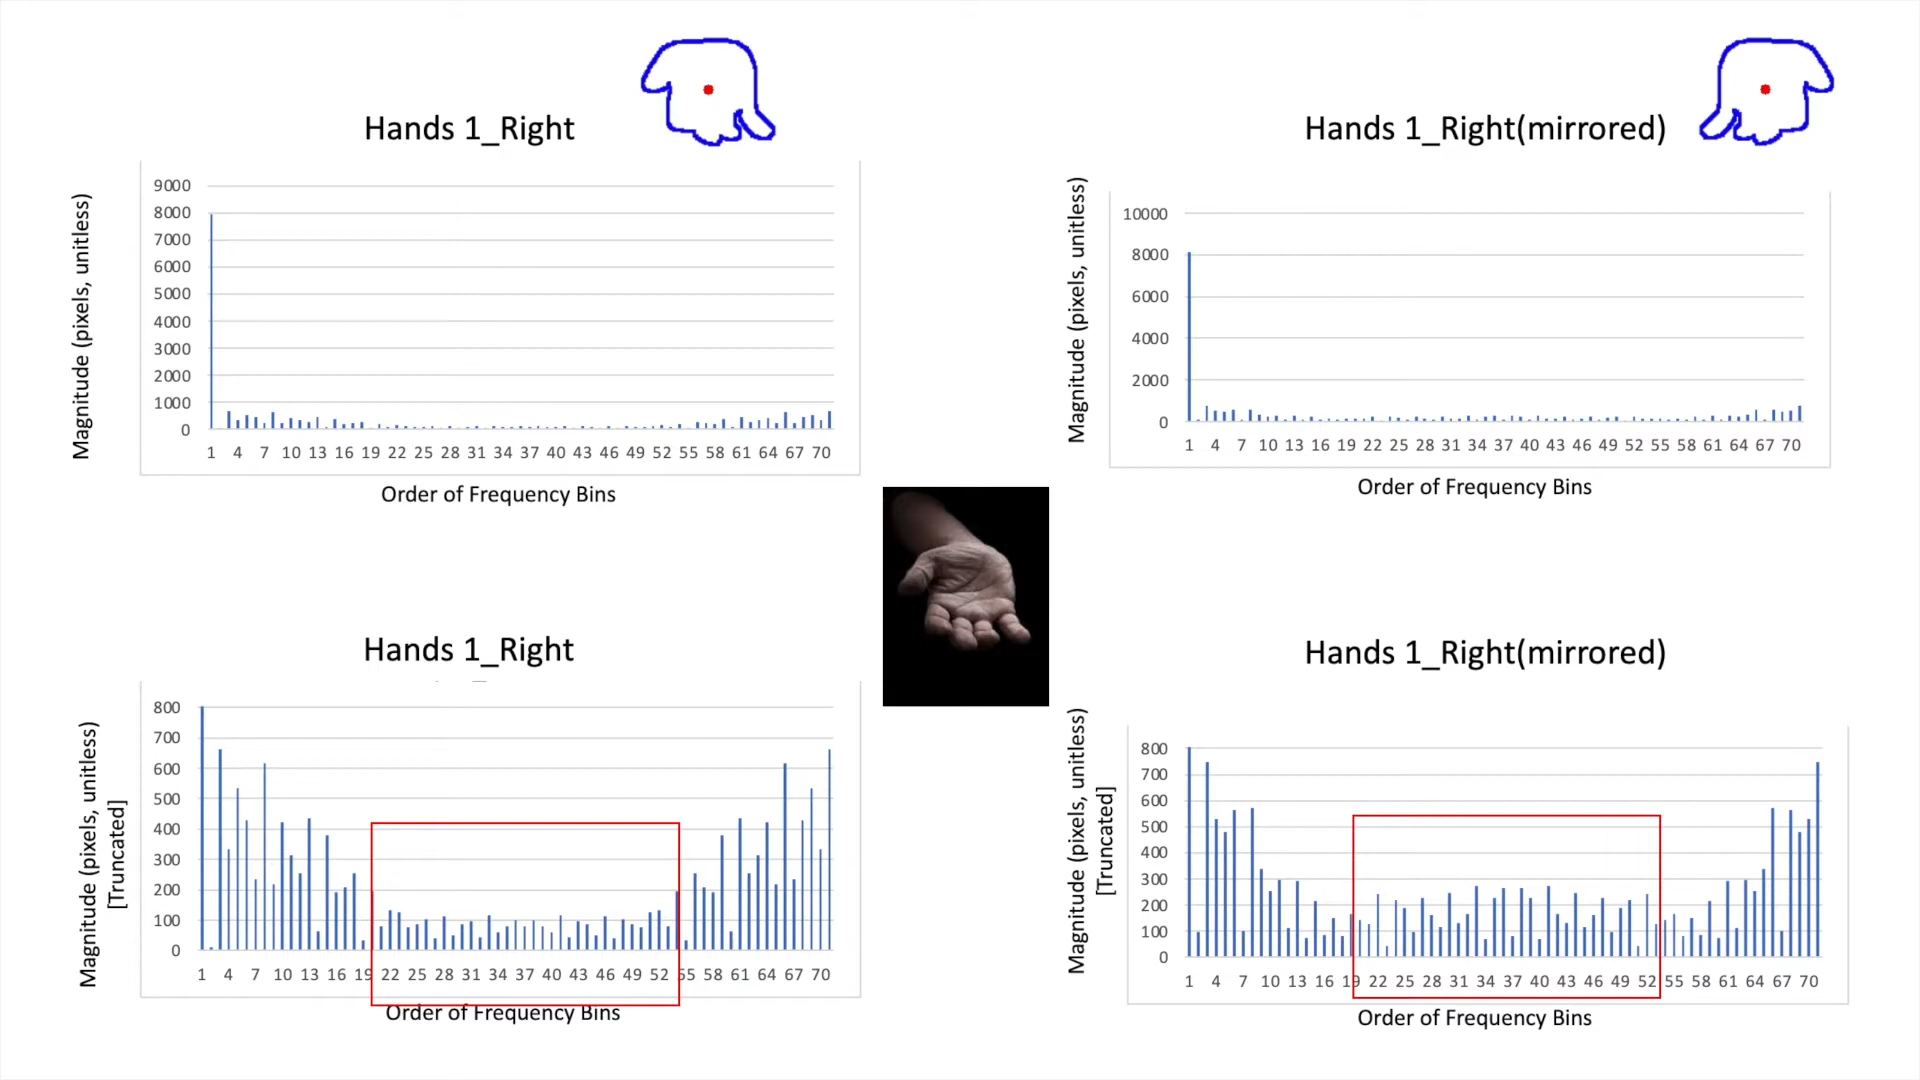 Hands 1_Right
Magnitude (pixels, unitless)
9000
8000
7000
6000
5000
4000
3000
2000
1000
0
1 4 7 10 13 16 19 22 25 28 31 34 37 40 43 46 49 52 55 58 61 64 67 70
Order of Frequency Bins
Hands 1_Right(mirrored)
Magnitude (pixels, unitless)
10000
8000
6000
4000
2000
0
1 4 7 10 13 16 19 22 25 28 31 34 37 40 43 46 49 52 55 58 61 64 67 70
Order of Frequency Bins
Hands 1_Right
Magnitude (pixels, unitless)
[Truncated]
800
700
600
500
400
300
200
100
0
1 4 7 10 13 16 19 22 25 28 31 34 37 40 43 46 49 52 55 58 61 64 67 70
Order of Frequency Bins
Hands 1_Right(mirrored)
Magnitude (pixels, unitless)
[Truncated]
800
700
600
500
400
300
200
100
0
1 4 7 10 13 16 19 22 25 28 31 34 37 40 43 46 49 52 55 58 61 64 67 70
Order of Frequency Bins